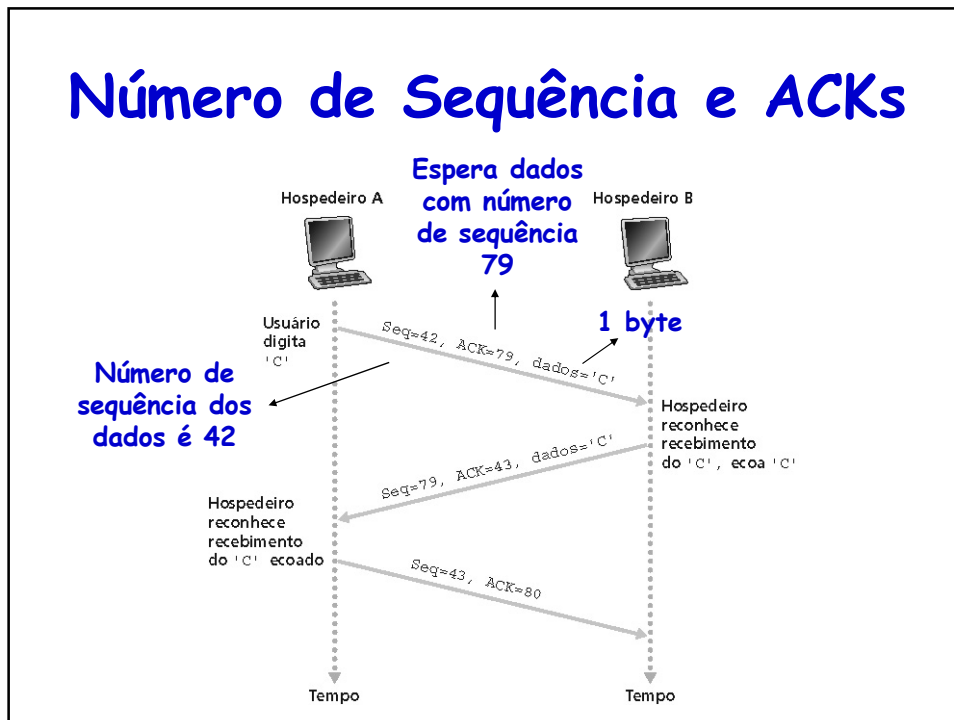 Número de Sequência e ACKs
Espera dados
com número
de sequência
79
Hospedeiro A
Hospedeiro B
Usuário
digita
'C'
Seq=42, ACK=79, dados='C'
1 byte
Número de
sequência dos
dados é 42
Hospedeiro
reconhece
recebimento
do 'C', ecoa 'C'
Seq=79, ACK=43, dados='C'
Hospedeiro
reconhece
recebimento
do 'C' ecoado
Seq=43, ACK=80
Tempo
Tempo